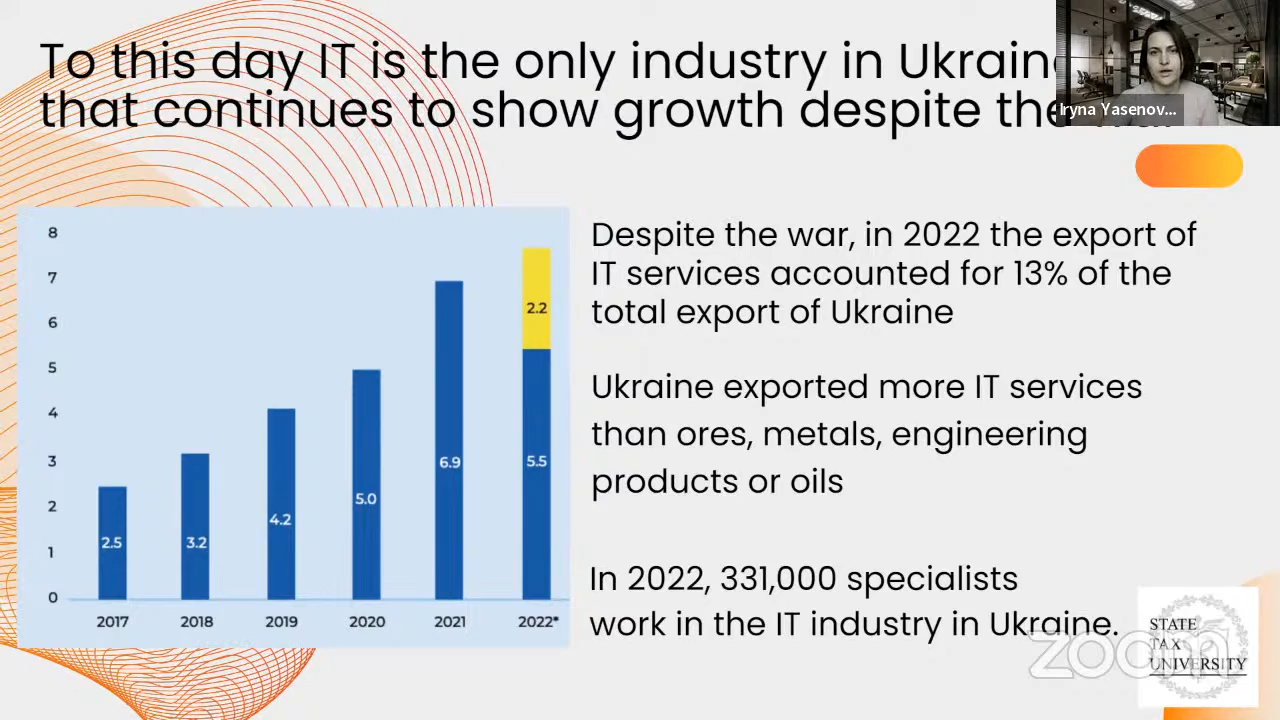 To this day IT is the only industry in Ukraine
that continues to show growth despite the
Iryna Yasenov...
8
7
6
5
4
3
2
1
0
2.5
3.2
4.2
5.0
6.9
2.2
5.5
2017
2018
2019
2020
2021
2022*
Despite the war, in 2022 the export of
IT services accounted for 13% of the
total export of Ukraine
Ukraine exported more IT services
than ores, metals, engineering
products or oils
In 2022, 331,000 specialists
work in the IT industry in Ukraine.
zoom
STATE
TAX
UNIVERSITY